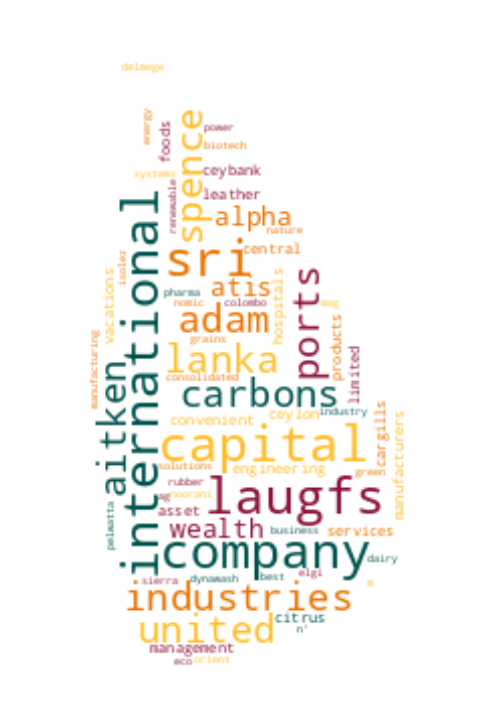 delmege
energy
foods
spence
power
biotech
systems
ceybank
renewable
leather
international
alpha
nature
sri
central
isolez
vacations
pharma
atis
hospitals
ports
nomic
colombo
mag
adam
products
manufacturing
grains
lanka
limited
aitken
consolidated
carbons
cargills
convenient
ceylon
industry
manufacturers
capital
solutions
engineering
green
rubber
ag
noorani
laugfs
pelwatta
asset
wealth
business
services
company
dairy
sierra
dynawash
best
elgi
industries
citrus
united
n'
management
eco
orient